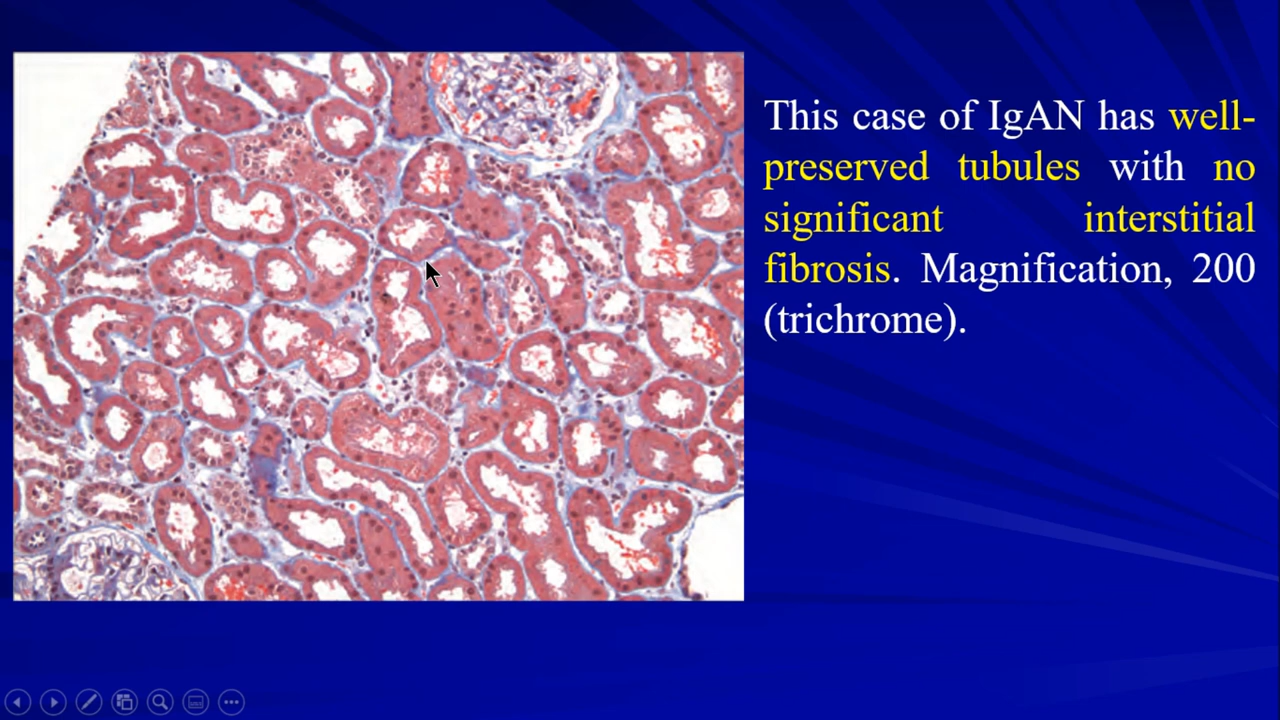 This case of IgAN has well-
preserved tubules with no
significant interstitial
fibrosis. Magnification, 200
(trichrome).